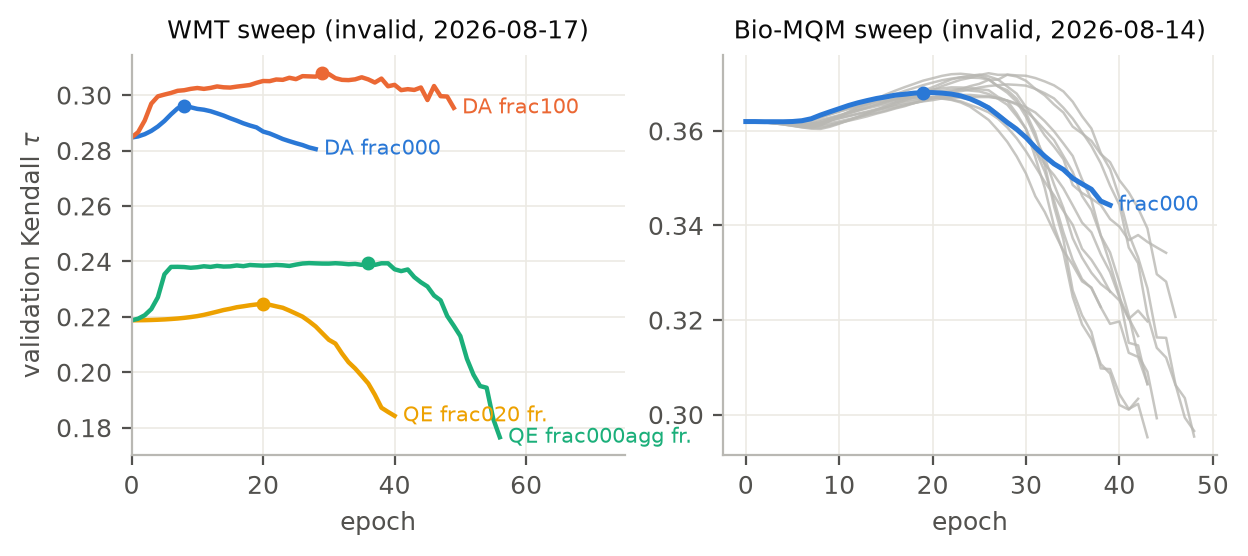 WMT sweep (invalid, 2026-08-17)
validation Kendall τ
0.30
0.28
0.26
0.24
0.22
0.20
0.18
DA frac100
DA frac000
QE frac020 fr.
QE frac000agg fr.
0
20
40
60
epoch
Bio-MQM sweep (invalid, 2026-08-14)
0.36
0.34
0.32
0.30
frac000
0
10
20
30
40
50
epoch